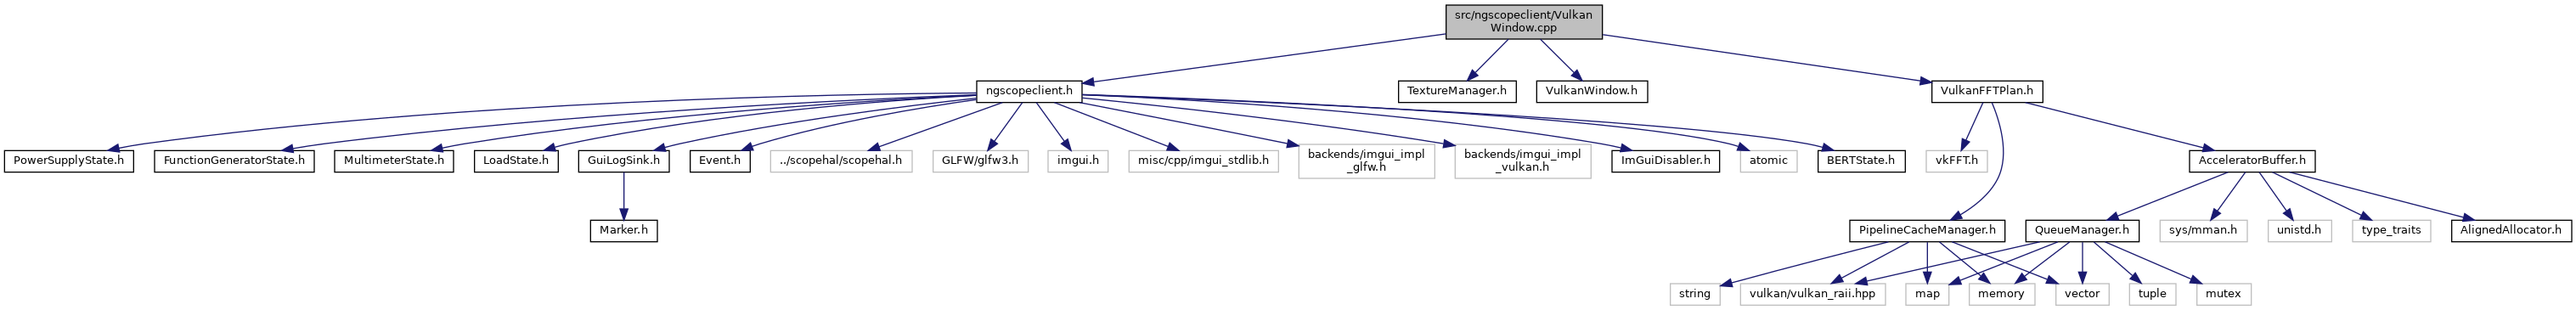 src/ngscopeclient/Vulkan
Window.cpp
ngscopeclient.h
TextureManager.h
VulkanWindow.h
VulkanFFTPlan.h
PowerSupplyState.h
FunctionGeneratorState.h
MultimeterState.h
LoadState.h
GuiLogSink.h
Event.h
../scopehal/scopehal.h
GLFW/glfw3.h
imgui.h
misc/cpp/imgui_stdlib.h
backends/imgui_impl
_glfw.h
backends/imgui_impl
_vulkan.h
ImGuiDisabler.h
atomic
BERTState.h
vkFFT.h
AcceleratorBuffer.h
Marker.h
PipelineCacheManager.h
QueueManager.h
sys/mman.h
unistd.h
type_traits
AlignedAllocator.h
string
vulkan/vulkan_raii.hpp
map
memory
vector
tuple
mutex